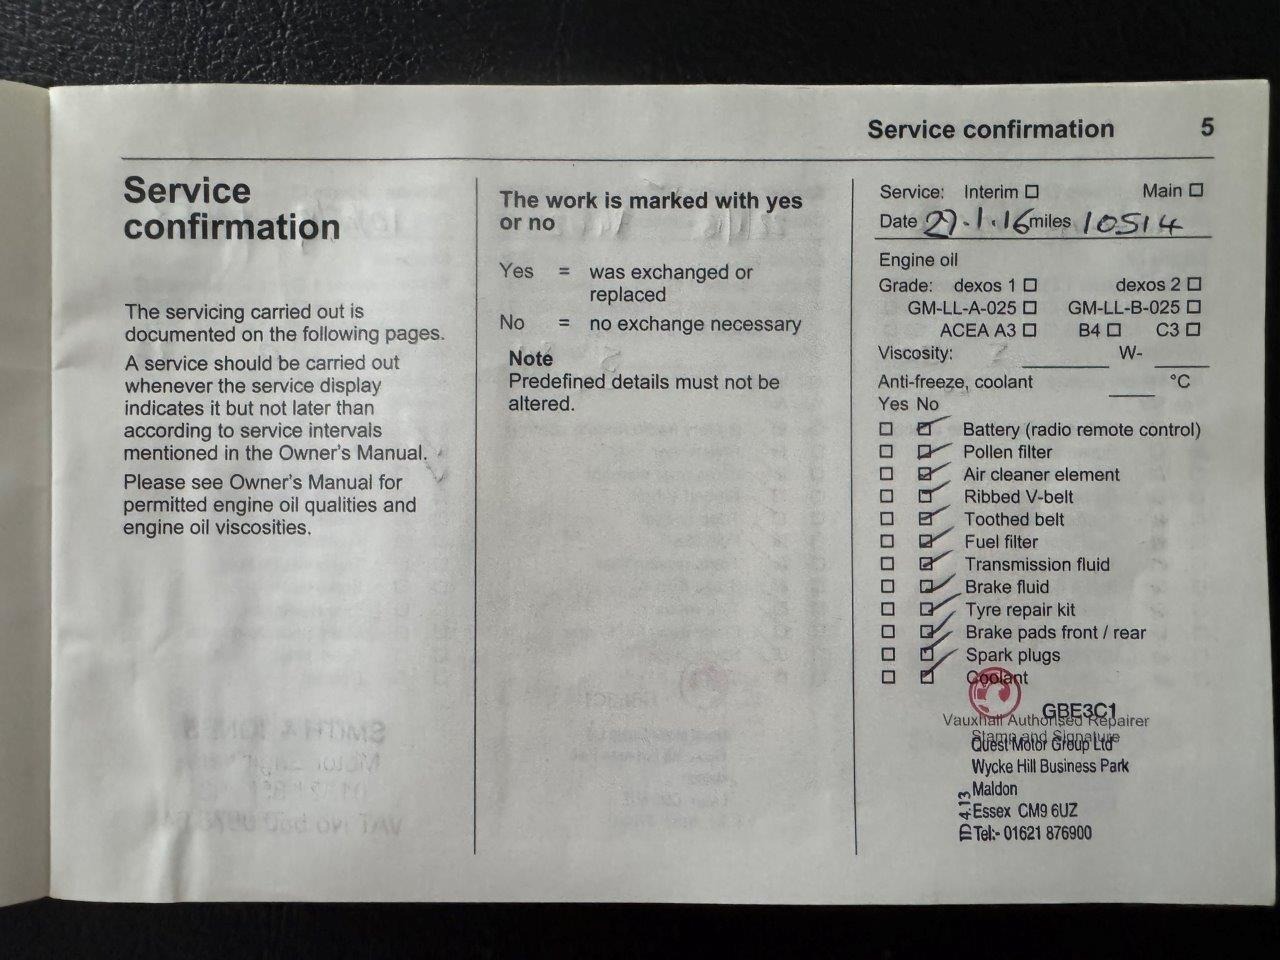 Service confirmation 5
Service
confirmation
The servicing carried out is
documented on the following pages.
A service should be carried out
whenever the service display
indicates it but not later than
according to service intervals
mentioned in the Owner's Manual.
Please see Owner's Manual for
permitted engine oil qualities and
engine oil viscosities.
The work is marked with yes
or no
Yes = was exchanged or
replaced
No = no exchange necessary
Note
Predefined details must not be
altered.
Service: Interim Main
Date 27.1.16 miles 10514
Engine oil
Grade: dexos 1 dexos 2
GM-LL-A-025 GM-LL-B-025
ACEA A3 B4 C3
Viscosity: W-
Anti-freeze, coolant °C
Yes No
Battery (radio remote control)
Pollen filter
Air cleaner element
Ribbed V-belt
Toothed belt
Fuel filter
Transmission fluid
Brake fluid
Tyre repair kit
Brake pads front / rear
Spark plugs
Coolant
GBE3C1
Vauxhall Authorised Repairer
Stamp and Signature
Quest Motor Group Ltd
Wycke Hill Business Park
Maldon
Essex CM9 6UZ
Tel:- 01621 876900
TD 4.13